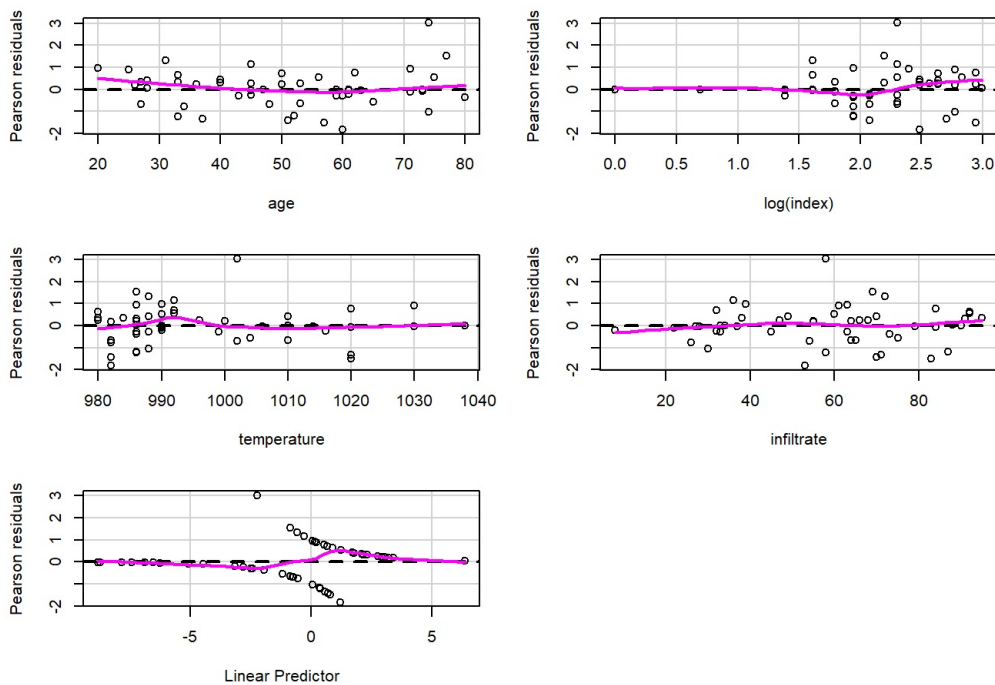 Pearson residuals
3
2
1
0
-2
20 30 40 50 60 70 80
age
Pearson residuals
3
2
1
0
-2
0.0 0.5 1.0 1.5 2.0 2.5 3.0
log(index)
Pearson residuals
3
2
1
0
-2
980 990 1000 1010 1020 1030 1040
temperature
Pearson residuals
3
2
1
0
-2
20 40 60 80
infiltrate
Pearson residuals
3
2
1
0
-2
-5 0 5
Linear Predictor